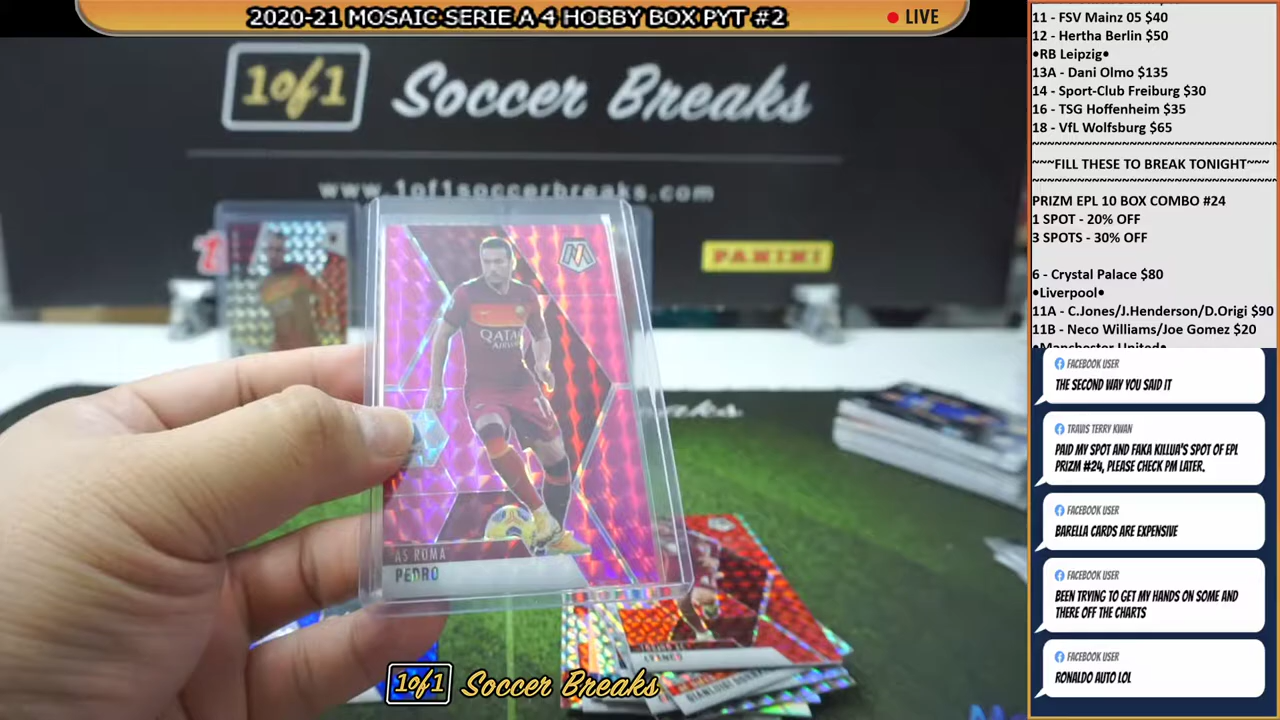 2020-21 MOSAIC SERIE A 4 HOBBY BOX PYT #2
LIVE
1of1 Soccer Breaks
www.1of1soccerbreaks.com
PANINI
QATAR
AIRWAYS
AS ROMA
PEDRO
1of1 Soccer Breaks
11 - FSV Mainz 05 $40
12 - Hertha Berlin $50
•RB Leipzig•
13A - Dani Olmo $135
14 - Sport-Club Freiburg $30
16 - TSG Hoffenheim $35
18 - VfL Wolfsburg $65
~~~FILL THESE TO BREAK TONIGHT~~~
PRIZM EPL 10 BOX COMBO #24
1 SPOT - 20% OFF
3 SPOTS - 30% OFF
6 - Crystal Palace $80
•Liverpool•
11A - C.Jones/J.Henderson/D.Origi $90
11B - Neco Williams/Joe Gomez $20
•Manchester United•
FACEBOOK USER
THE SECOND WAY YOU SAID IT
TRAVIS TERRY KWAN
PAID MY SPOT AND FAKA KILLUA'S SPOT OF EPL
PRIZM #24, PLEASE CHECK PM LATER.
FACEBOOK USER
BARELLA CARDS ARE EXPENSIVE
FACEBOOK USER
BEEN TRYING TO GET MY HANDS ON SOME AND
THERE OFF THE CHARTS
FACEBOOK USER
RONALDO AUTO LOL